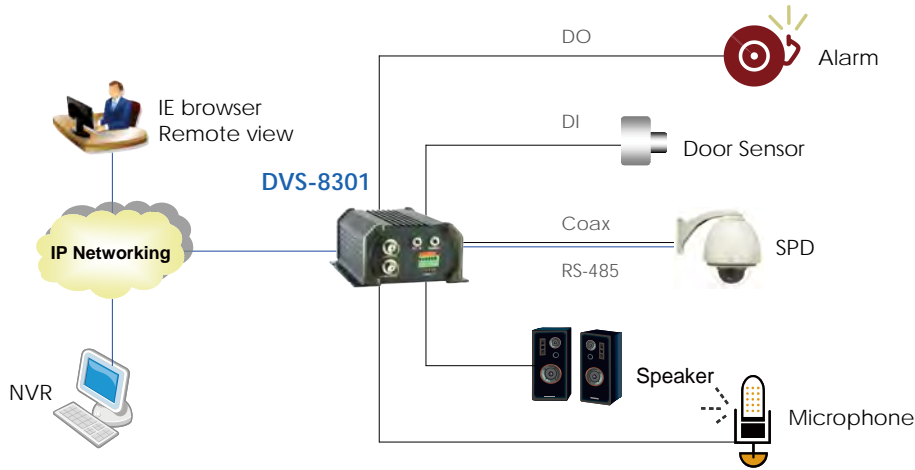 DO
Alarm
IE browser
Remote view
DI
Door Sensor
DVS-8301
Coax
IP Networking
SPD
RS-485
NVR
Speaker
Microphone